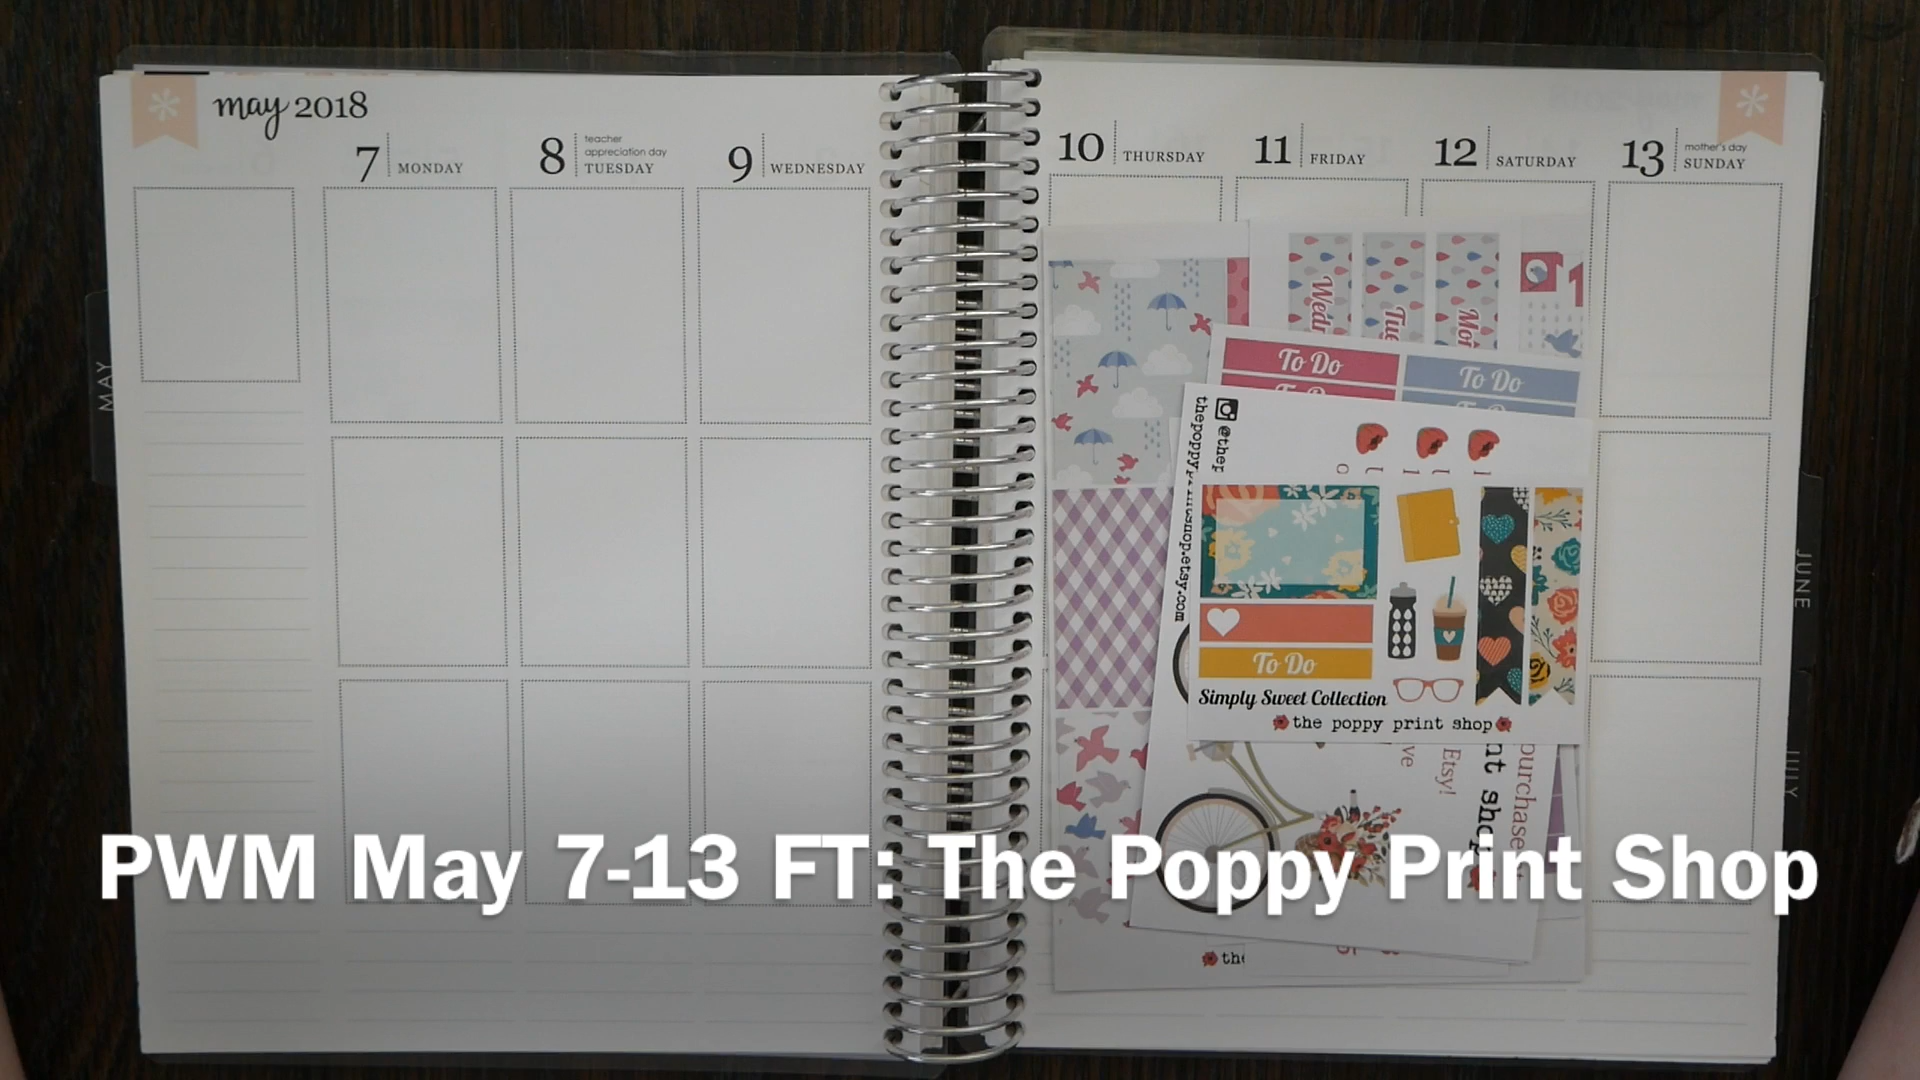 may 2018
7 MONDAY
8 teacher appreciation day TUESDAY
9 WEDNESDAY
10 THURSDAY
11 FRIDAY
12 SATURDAY
13 mother's day SUNDAY
MAY
JUNE
JULY
To Do
To Do
To Do
Simply Sweet Collection
the poppy print shop
Etsy!
purchase
PWM May 7-13 FT: The Poppy Print Shop